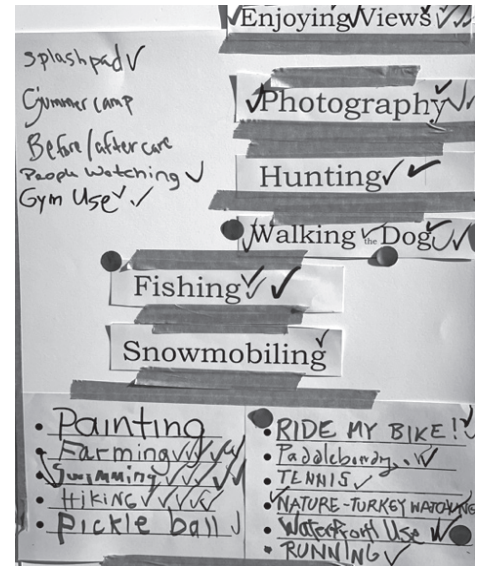 Enjoying Views
splashpad
Summer camp
Photography
Before/after care
People Watching
Hunting
Gym Use
Walking the Dog
Fishing
Snowmobiling
• Painting
• Farming
• Swimming
• HIKING
• Pickle ball
• RIDE MY BIKE!
• Paddleboarding
• TENNIS
• NATURE-TURKEY WATCHING
• Waterfront Use
• RUNNING